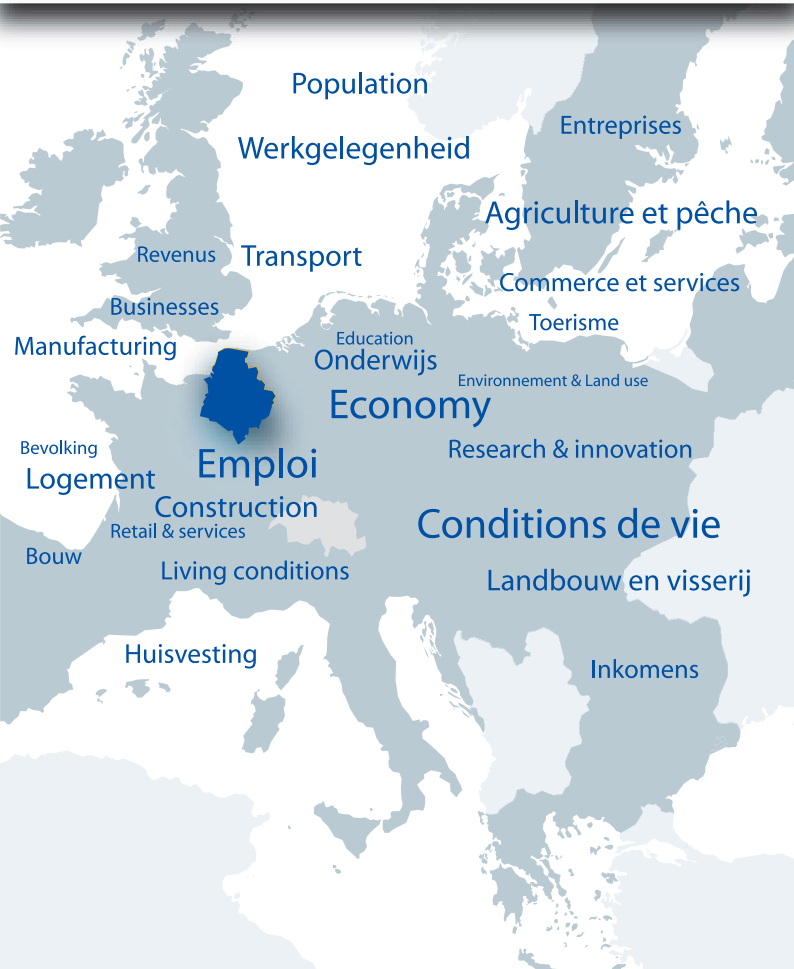 Population
Entreprises
Werkgelegenheid
Agriculture et pêche
Revenus
Transport
Commerce et services
Businesses
Toerisme
Manufacturing
Education
Onderwijs
Environnement & Land use
Economy
Bevolking
Research & innovation
Emploi
Logement
Construction
Conditions de vie
Retail & services
Bouw
Living conditions
Landbouw en visserij
Huisvesting
Inkomens